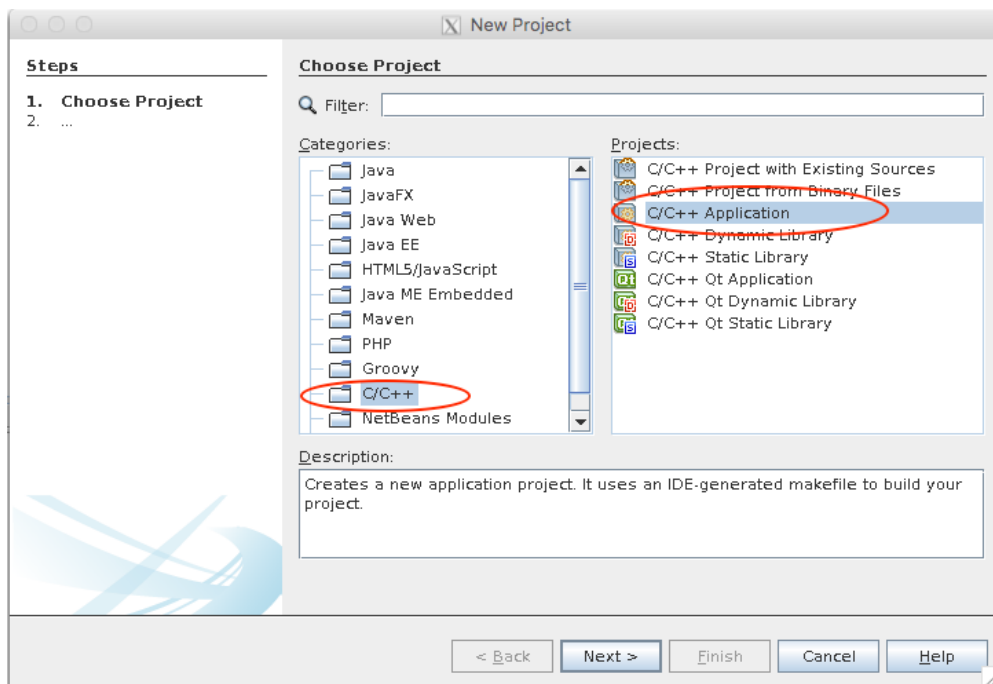 New Project
Steps
1. Choose Project
2. ...
Choose Project
Filter:
Categories:
Java
JavaFX
Java Web
Java EE
HTML5/JavaScript
Java ME Embedded
Maven
PHP
Groovy
C/C++
NetBeans Modules
Projects:
C/C++ Project with Existing Sources
C/C++ Project from Binary Files
C/C++ Application
C/C++ Dynamic Library
C/C++ Static Library
C/C++ Qt Application
C/C++ Qt Dynamic Library
C/C++ Qt Static Library
Description:
Creates a new application project. It uses an IDE-generated makefile to build your
project.
< Back
Next >
Finish
Cancel
Help